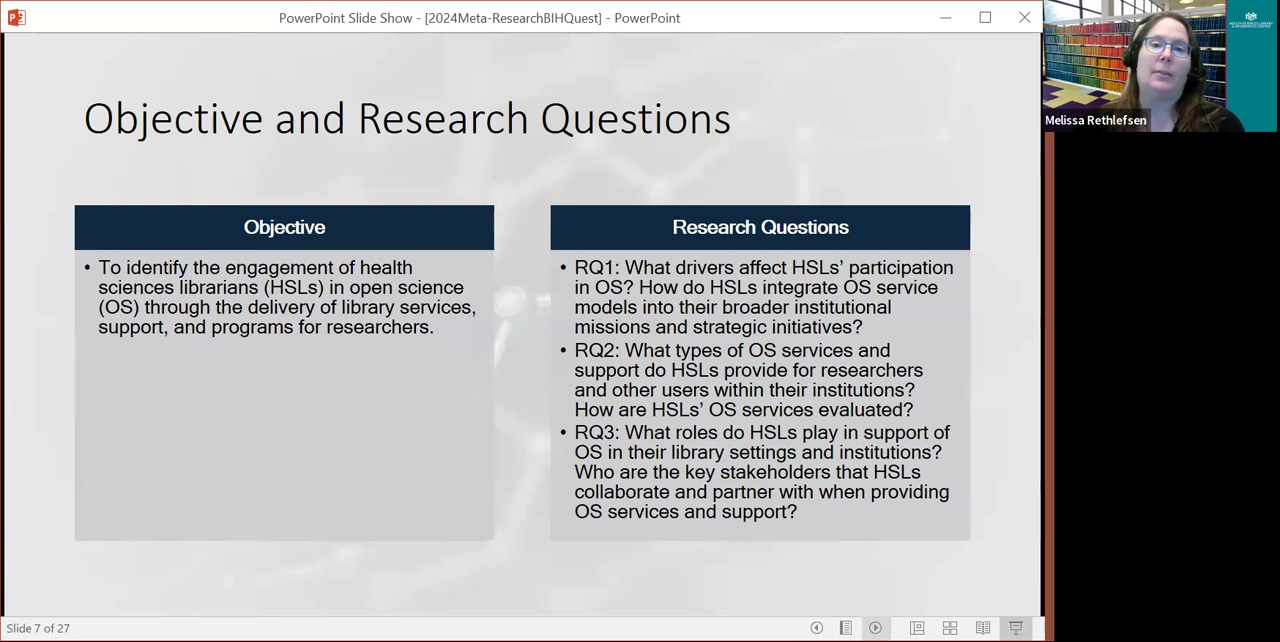 PowerPoint Slide Show - [2024Meta-ResearchBIHQuest] - PowerPoint
Objective and Research Questions
Objective
• To identify the engagement of health
sciences librarians (HSLs) in open science
(OS) through the delivery of library services,
support, and programs for researchers.
Research Questions
• RQ1: What drivers affect HSLs’ participation
in OS? How do HSLs integrate OS service
models into their broader institutional
missions and strategic initiatives?
• RQ2: What types of OS services and
support do HSLs provide for researchers
and other users within their institutions?
How are HSLs’ OS services evaluated?
• RQ3: What roles do HSLs play in support of
OS in their library settings and institutions?
Who are the key stakeholders that HSLs
collaborate and partner with when providing
OS services and support?
Slide 7 of 27
HEALTH SCIENCES LIBRARY
& INFORMATICS CENTER
Melissa Rethlefsen